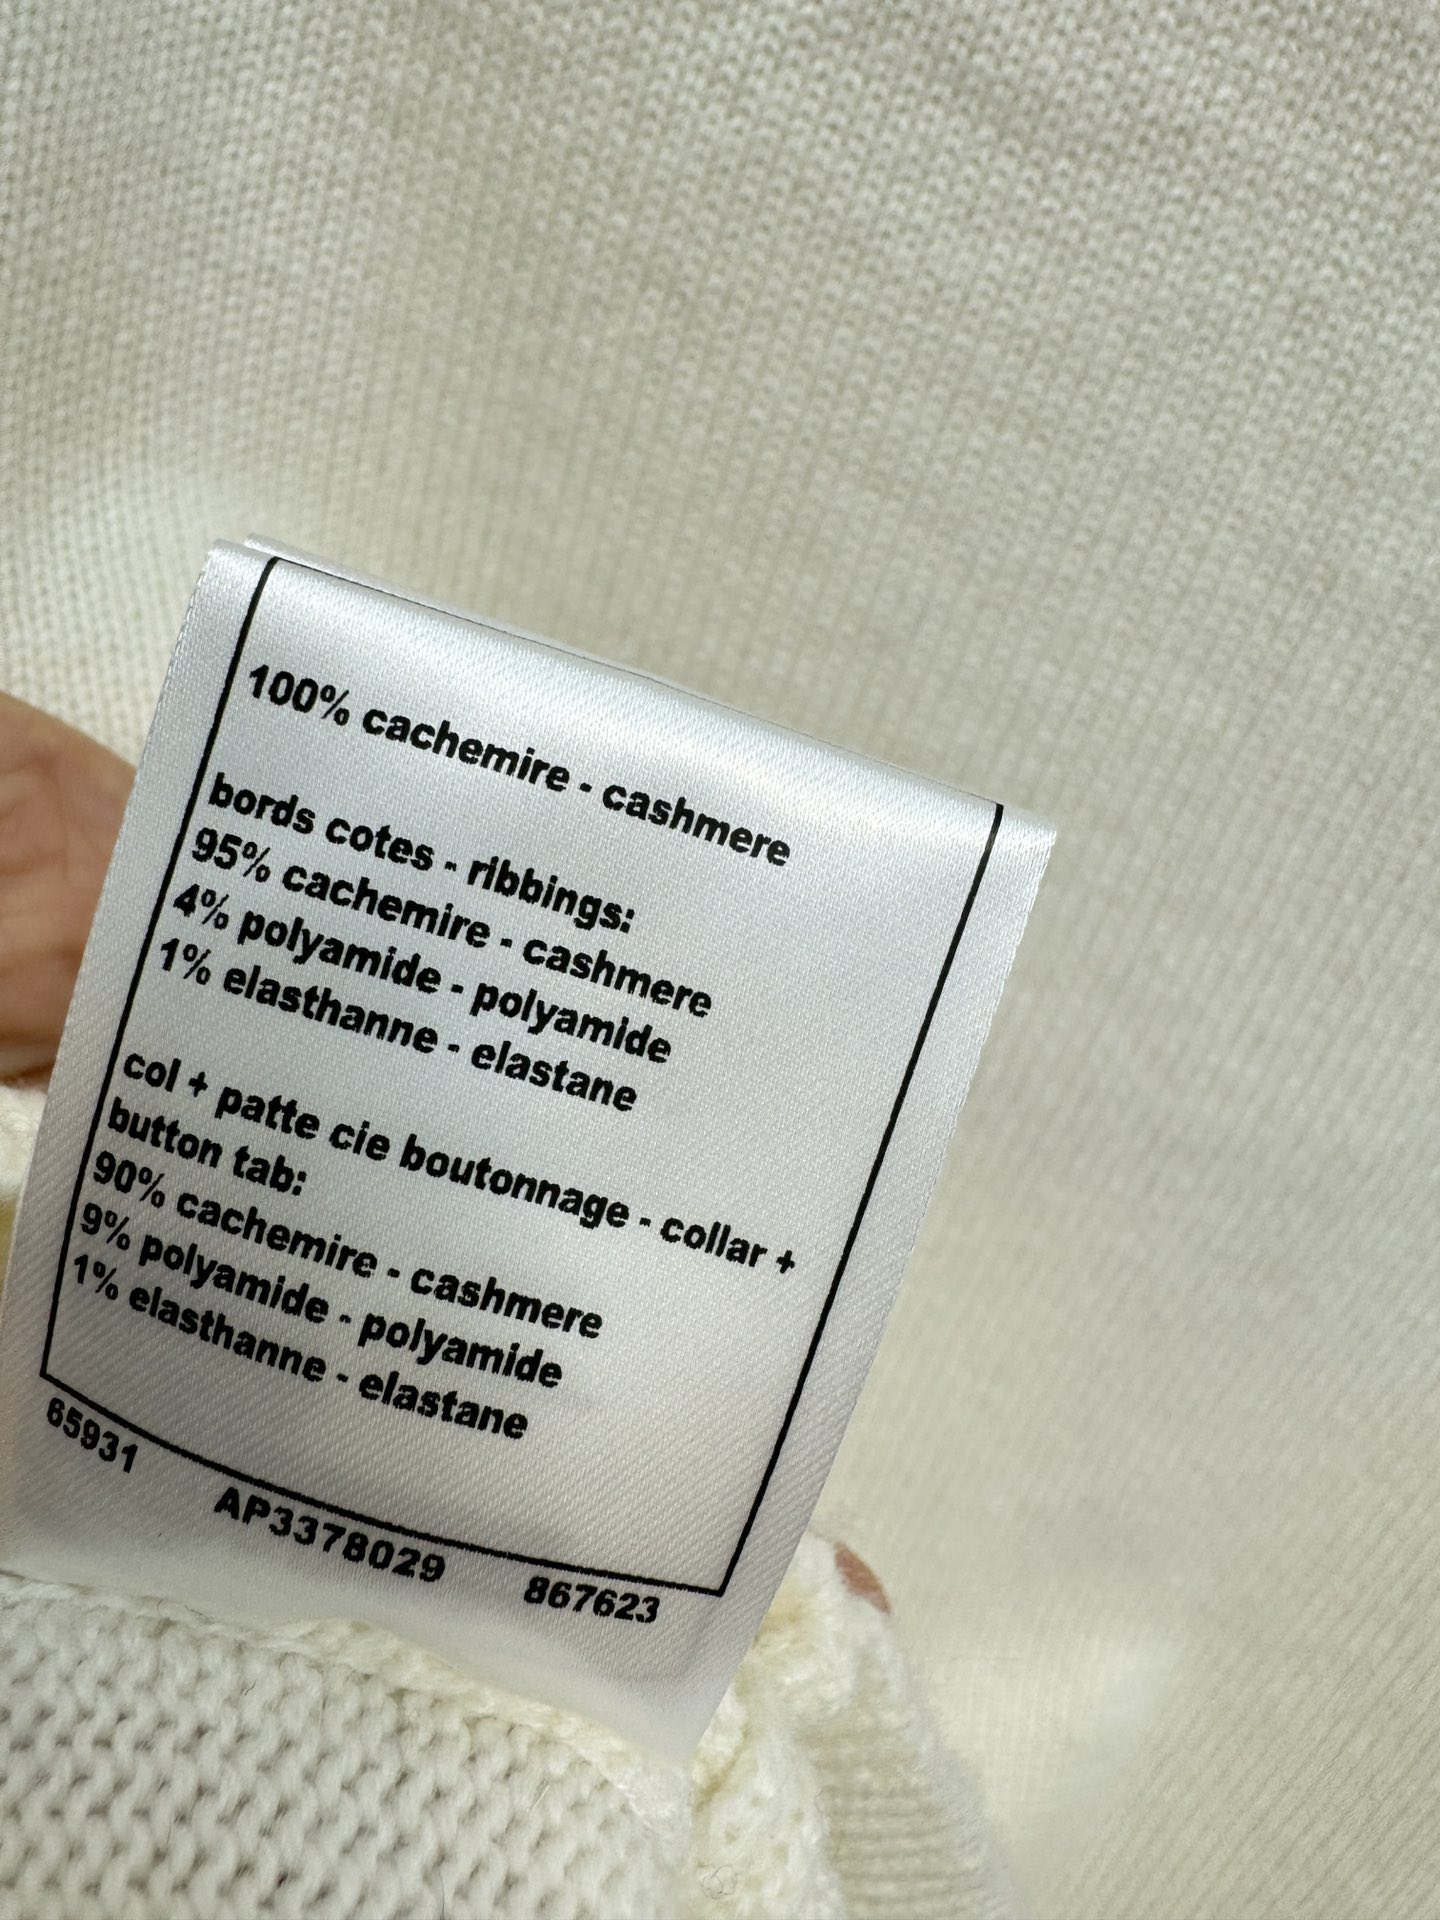 100% cachemire - cashmere
bords cotes - ribbings:
95% cachemire - cashmere
4% polyamide - polyamide
1% elasthanne - elastane
col + patte cie boutonnage - collar +
button tab:
90% cachemire - cashmere
9% polyamide - polyamide
1% elasthanne - elastane
65931 AP3378029 867623